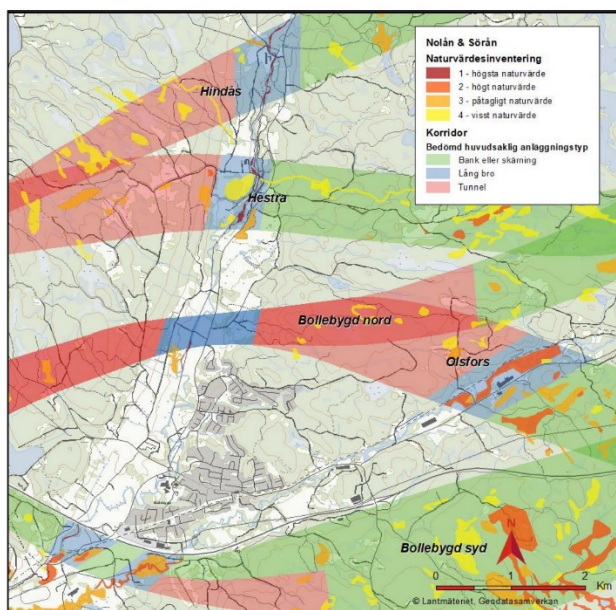 Nolån & Sörån
Naturvärdesinventering
1 - högsta naturvärde
2 - högt naturvärde
3 - påtagligt naturvärde
4 - visst naturvärde
Korridor
Bedömd huvudsaklig anläggningstyp
Bank eller skärning
Lång bro
Tunnel
Hindås
Hestra
Bollebygd nord
Olsfors
Bollebygd syd
N
0 1 2
Km
© Lantmäteriet, Geodatasamverkan